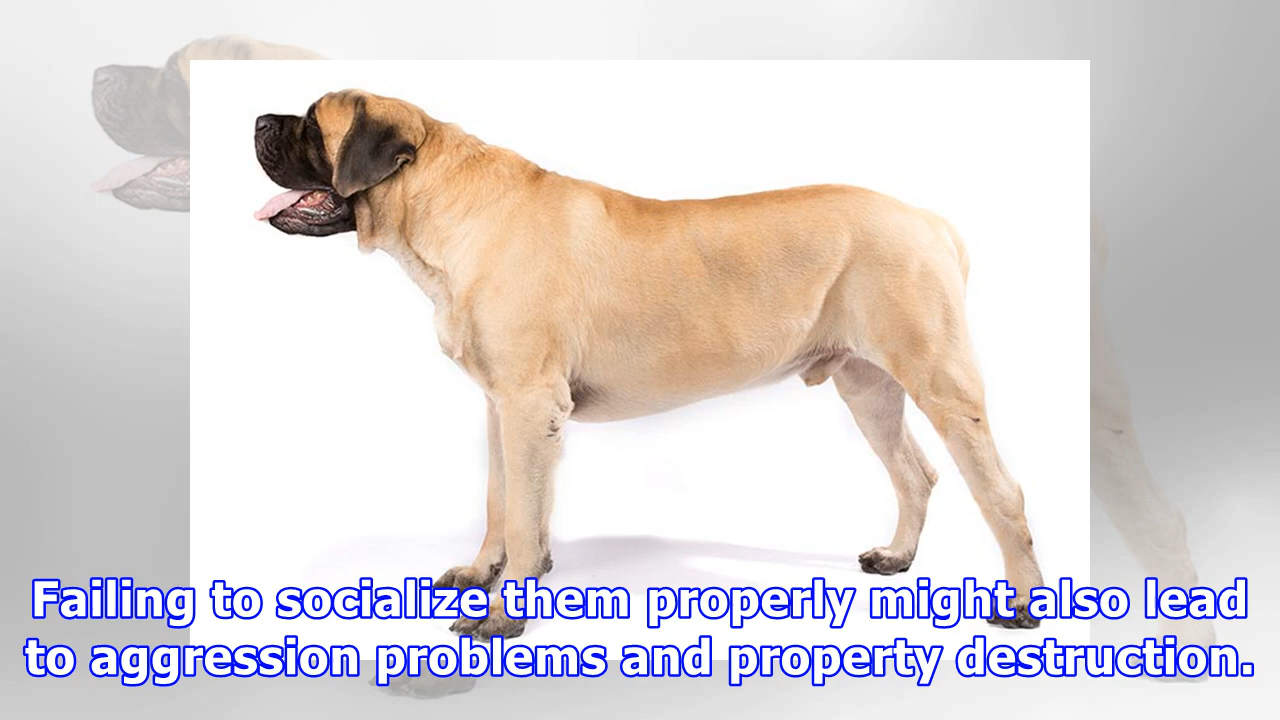 Failing to socialize them properly might also lead
to aggression problems and property destruction.